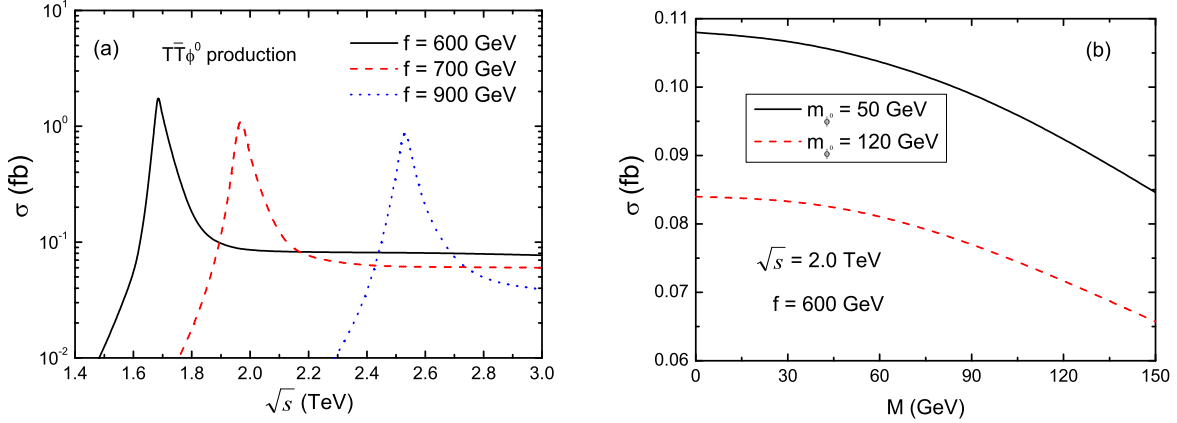 (a)
TT̄ϕ⁰ production
f = 600 GeV
f = 700 GeV
f = 900 GeV
10¹
10⁰
10⁻¹
10⁻²
σ (fb)
1.4 1.6 1.8 2.0 2.2 2.4 2.6 2.8 3.0
√s (TeV)
(b)
m_ϕ⁰ = 50 GeV
m_ϕ⁰ = 120 GeV
√s = 2.0 TeV
f = 600 GeV
0.11
0.10
0.09
0.08
0.07
0.06
σ (fb)
0 30 60 90 120 150
M (GeV)